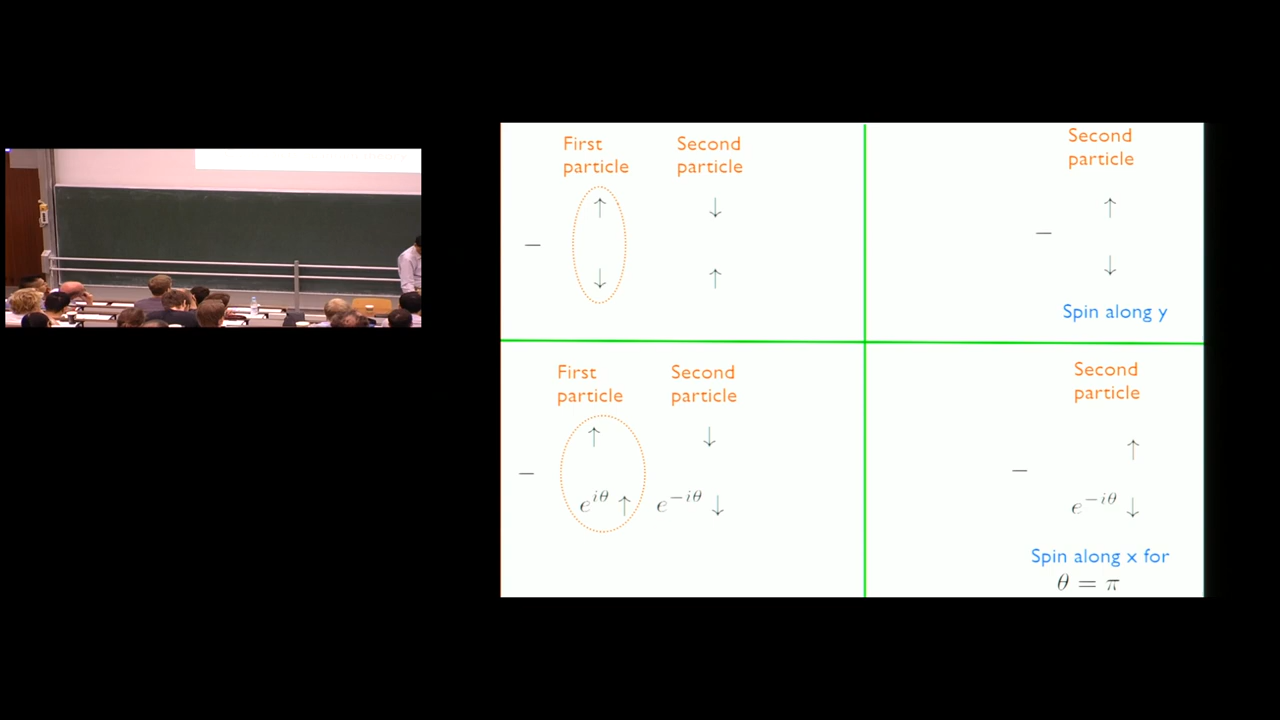 First Second
particle particle
↑ ↓
−
↓ ↑
Second
particle
↑
−
↓
Spin along y
First Second
particle particle
↑ ↓
−
e^{iθ} ↑ e^{−iθ} ↓
Second
particle
↑
−
e^{−iθ} ↓
Spin along x for
θ = π